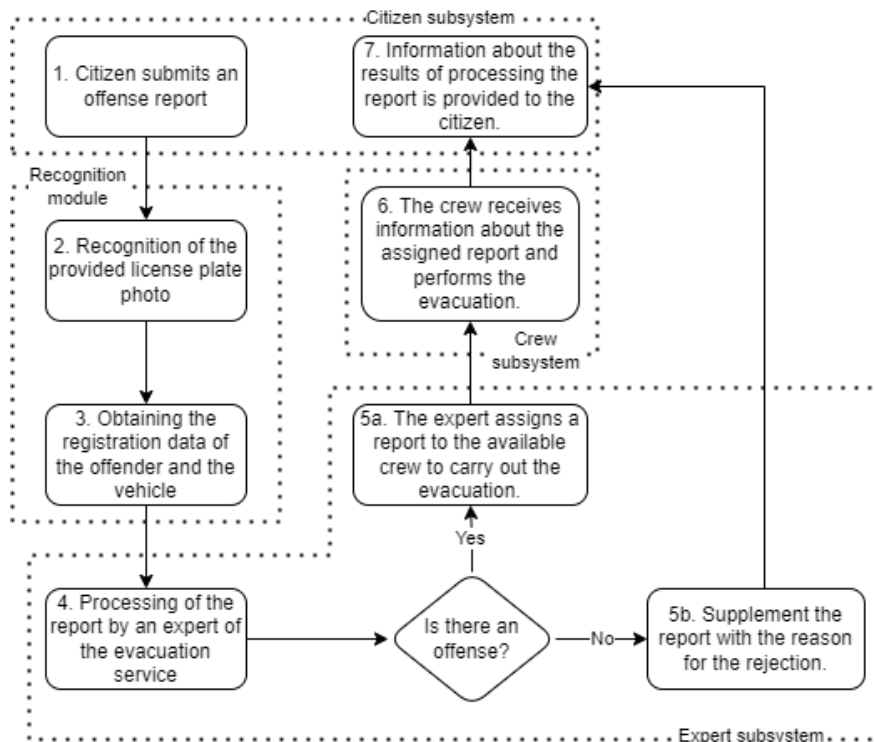 Citizen subsystem
1. Citizen submits an
offense report
7. Information about the
results of processing the
report is provided to the
citizen.
Recognition
module
2. Recognition of the
provided license plate
photo
6. The crew receives
information about the
assigned report and
performs the
evacuation.
Crew
subsystem
3. Obtaining the
registration data of
the offender and the
vehicle
5a. The expert assigns a
report to the available
crew to carry out the
evacuation.
Yes
4. Processing of the
report by an expert of
the evacuation
service
Is there an
offense?
No
5b. Supplement the
report with the reason
for the rejection.
Expert subsystem